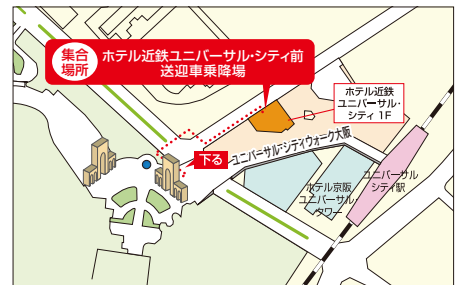 集合
場所
ホテル近鉄ユニバーサル・シティ前
送迎車乗降場
ホテル近鉄
ユニバーサル・
シティ 1F
下る
ユニバーサル・シティウォーク大阪
ホテル京阪
ユニバーサル・
タワー
ユニバーサル
シティ駅